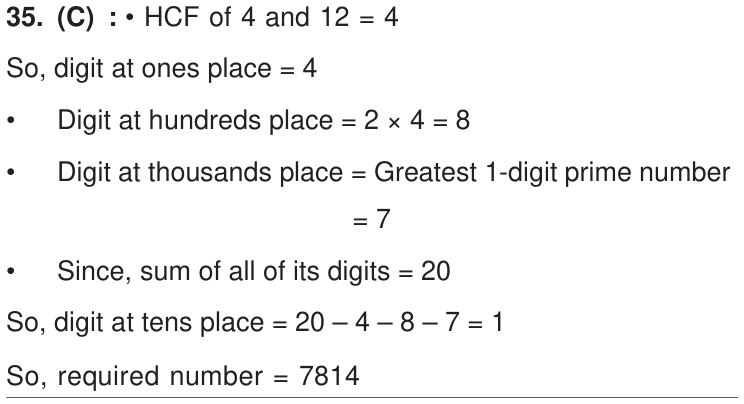 35. (C) : • HCF of 4 and 12 = 4
So, digit at ones place = 4
• Digit at hundreds place = 2 × 4 = 8
• Digit at thousands place = Greatest 1-digit prime number
= 7
• Since, sum of all of its digits = 20
So, digit at tens place = 20 – 4 – 8 – 7 = 1
So, required number = 7814